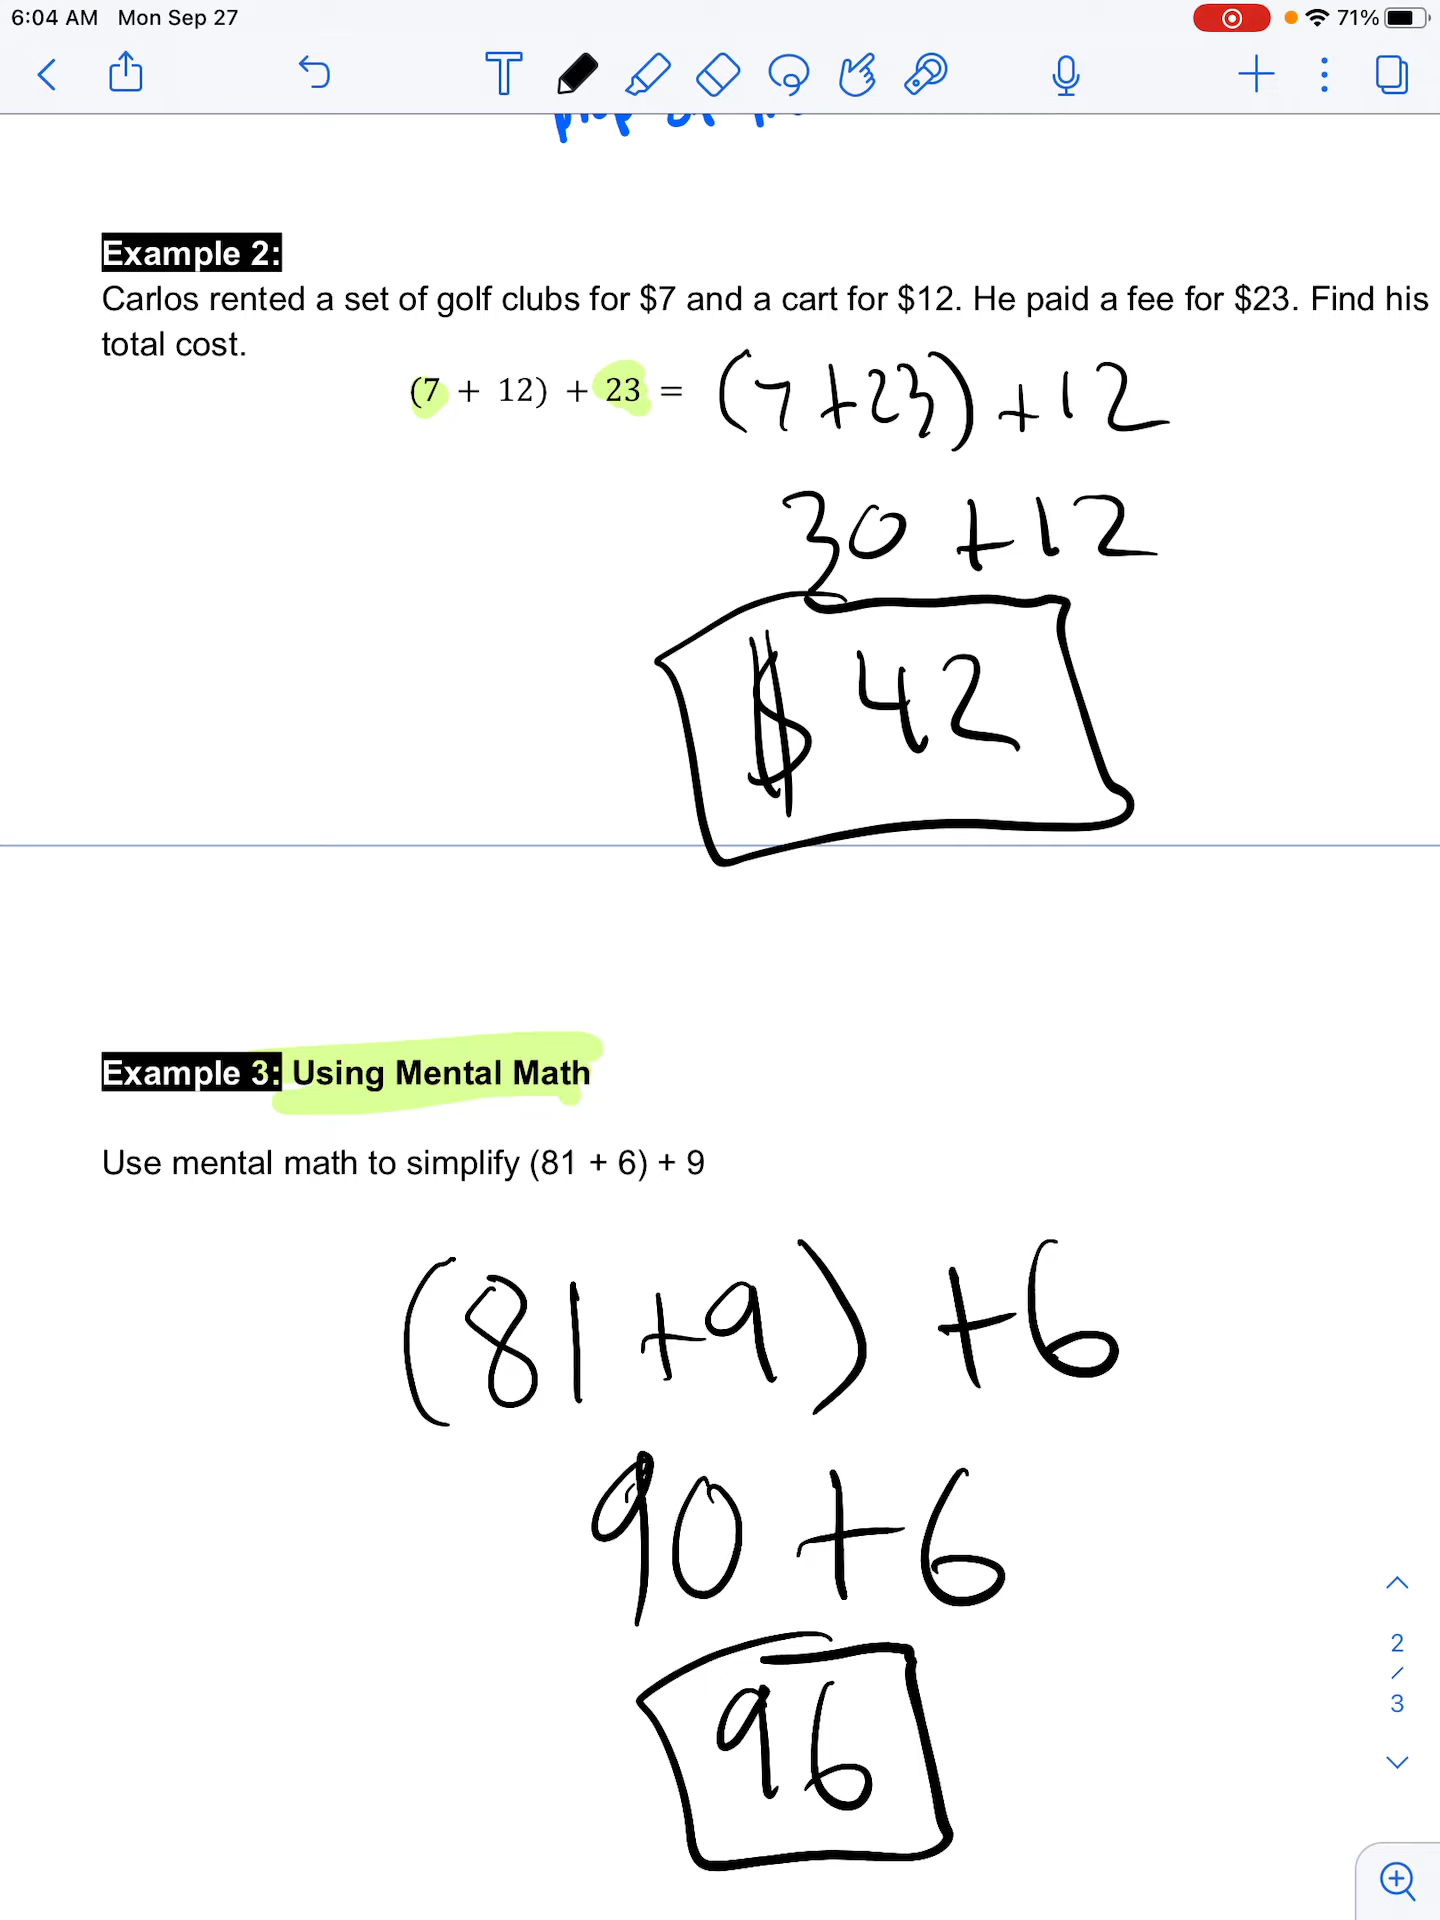 6:04 AM Mon Sep 27 71%
Example 2:
Carlos rented a set of golf clubs for $7 and a cart for $12. He paid a fee for $23. Find his
total cost.
(7 + 12) + 23 = (7+23)+12
30 +12
$ 42
Example 3: Using Mental Math
Use mental math to simplify (81 + 6) + 9
(81+9) +6
90 +6
96
2
/
3